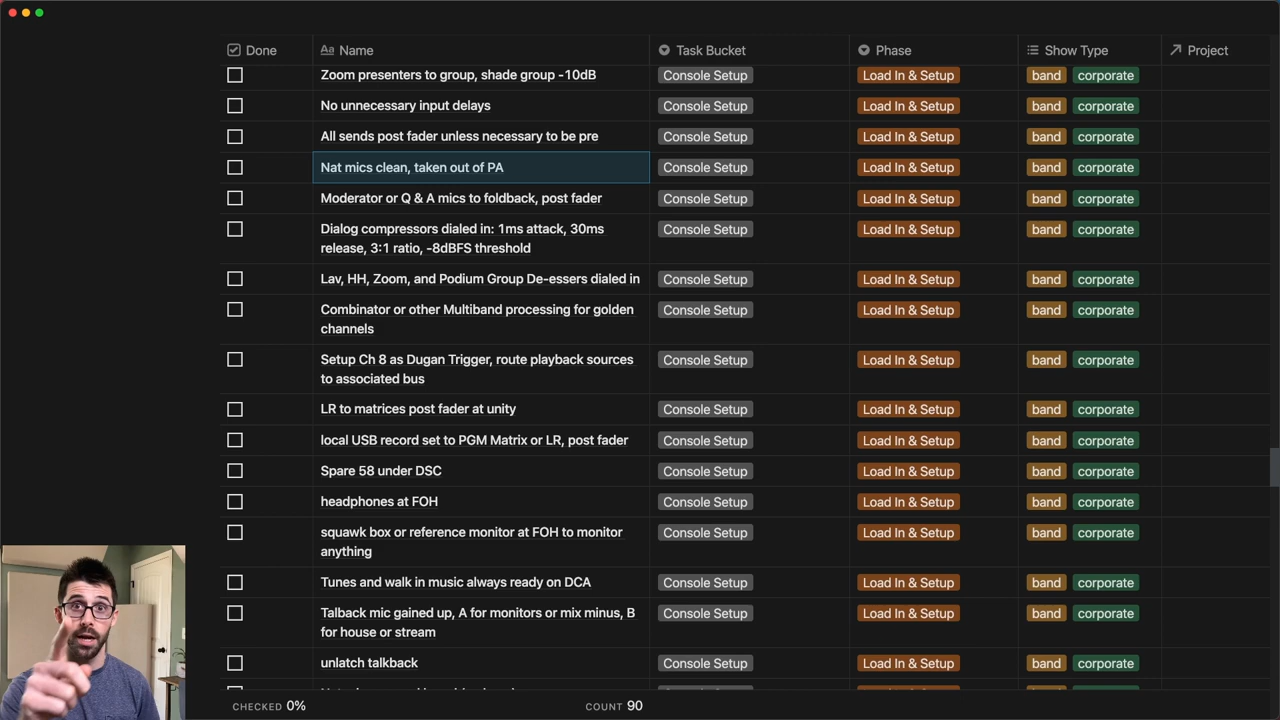 Done Aa Name Task Bucket Phase Show Type Project
Zoom presenters to group, shade group -10dB Console Setup Load In & Setup band corporate
No unnecessary input delays Console Setup Load In & Setup band corporate
All sends post fader unless necessary to be pre Console Setup Load In & Setup band corporate
Nat mics clean, taken out of PA Console Setup Load In & Setup band corporate
Moderator or Q & A mics to foldback, post fader Console Setup Load In & Setup band corporate
Dialog compressors dialed in: 1ms attack, 30ms Console Setup Load In & Setup band corporate
release, 3:1 ratio, -8dBFS threshold
Lav, HH, Zoom, and Podium Group De-essers dialed in Console Setup Load In & Setup band corporate
Combinator or other Multiband processing for golden Console Setup Load In & Setup band corporate
channels
Setup Ch 8 as Dugan Trigger, route playback sources Console Setup Load In & Setup band corporate
to associated bus
LR to matrices post fader at unity Console Setup Load In & Setup band corporate
local USB record set to PGM Matrix or LR, post fader Console Setup Load In & Setup band corporate
Spare 58 under DSC Console Setup Load In & Setup band corporate
headphones at FOH Console Setup Load In & Setup band corporate
squawk box or reference monitor at FOH to monitor Console Setup Load In & Setup band corporate
anything
Tunes and walk in music always ready on DCA Console Setup Load In & Setup band corporate
Talback mic gained up, A for monitors or mix minus, B Console Setup Load In & Setup band corporate
for house or stream
unlatch talkback Console Setup Load In & Setup band corporate
CHECKED 0% COUNT 90